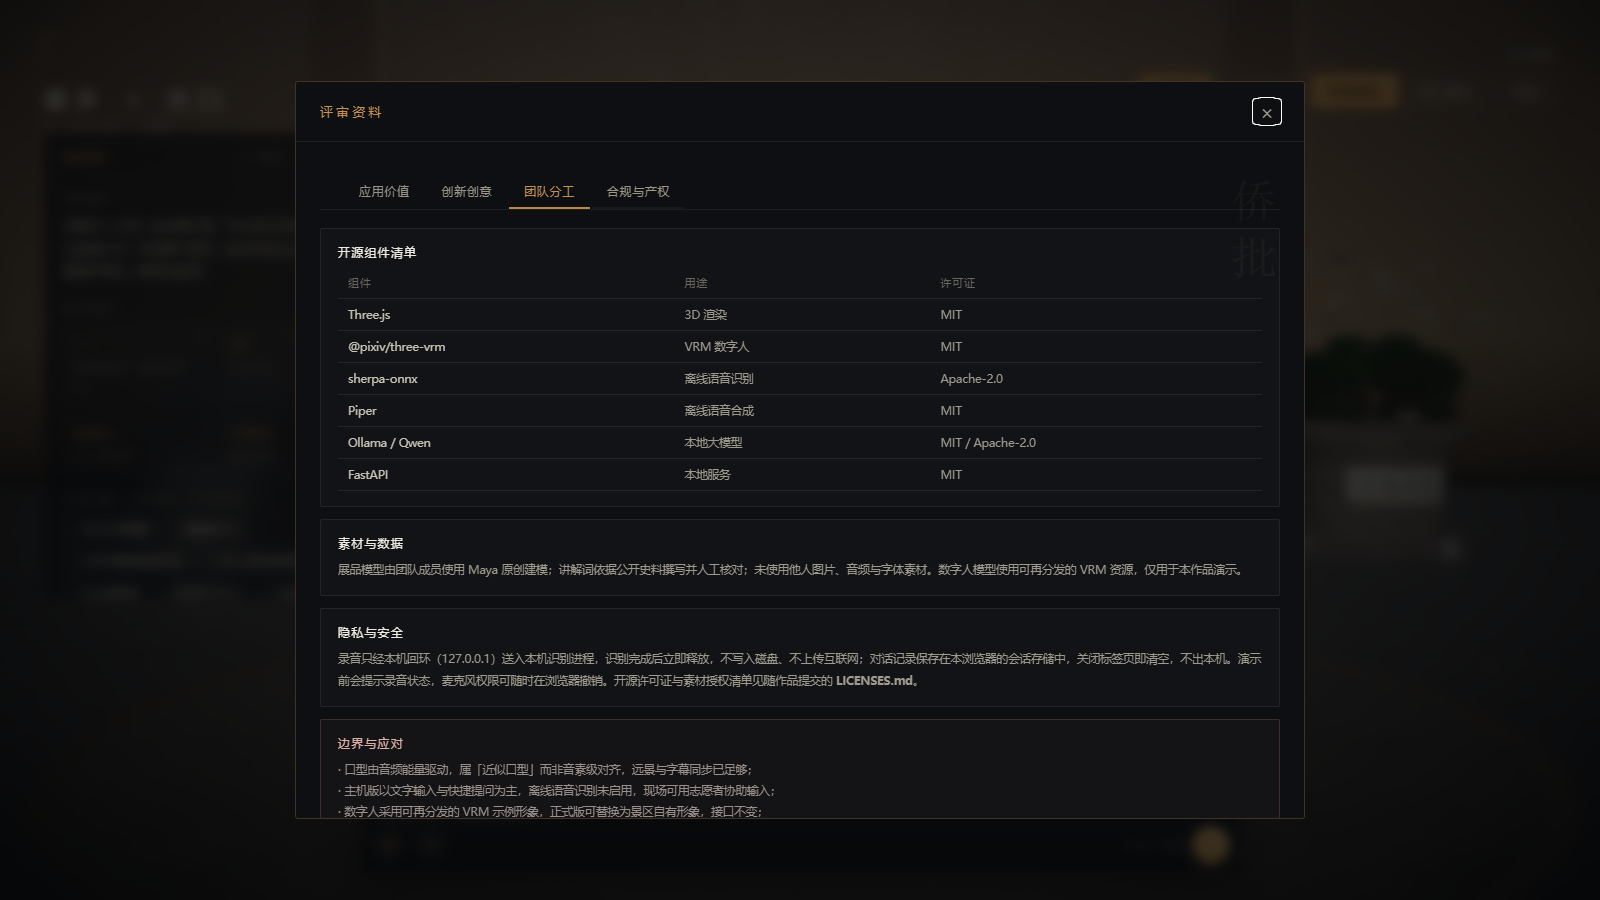 评审资料
×
应用价值 创新创意 团队分工 合规与产权
侨批
开源组件清单
组件 用途 许可证
Three.js 3D 渲染 MIT
@pixiv/three-vrm VRM 数字人 MIT
sherpa-onnx 离线语音识别 Apache-2.0
Piper 离线语音合成 MIT
Ollama / Qwen 本地大模型 MIT / Apache-2.0
FastAPI 本地服务 MIT
素材与数据
展品模型由团队成员使用 Maya 原创建模；讲解词依据公开史料撰写并人工核对；未使用他人图片、音频与字体素材。数字人模型使用可再分发的 VRM 资源，仅用于本作品演示。
隐私与安全
录音只经本机回环（127.0.0.1）送入本机识别进程，识别完成后立即释放，不写入磁盘、不上传互联网；对话记录保存在本浏览器的会话存储中，关闭标签页即清空，不出本机。演示
前会提示录音状态，麦克风权限可随时在浏览器撤销。开源许可证与素材授权清单见随作品提交的 LICENSES.md。
边界与应对
· 口型由音频能量驱动，属「近似口型」而非音素级对齐，远景与字幕同步已足够；
· 主机版以文字输入与快捷提问为主，离线语音识别未启用，现场可用志愿者协助输入；
· 数字人采用可再分发的 VRM 示例形象，正式版可替换为景区自有形象，接口不变；